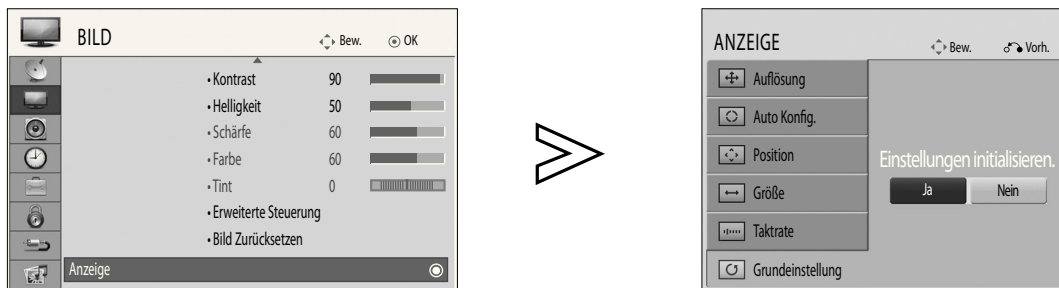 BILD
Bew. OK
• Kontrast 90
• Helligkeit 50
• Schärfe 60
• Farbe 60
• Tint 0
• Erweiterte Steuerung
• Bild Zurücksetzen
Anzeige
ANZEIGE
Bew. Vorh.
Auflösung
Auto Konfig.
Position
Größe
Taktrate
Grundeinstellung
Einstellungen initialisieren.
Ja Nein